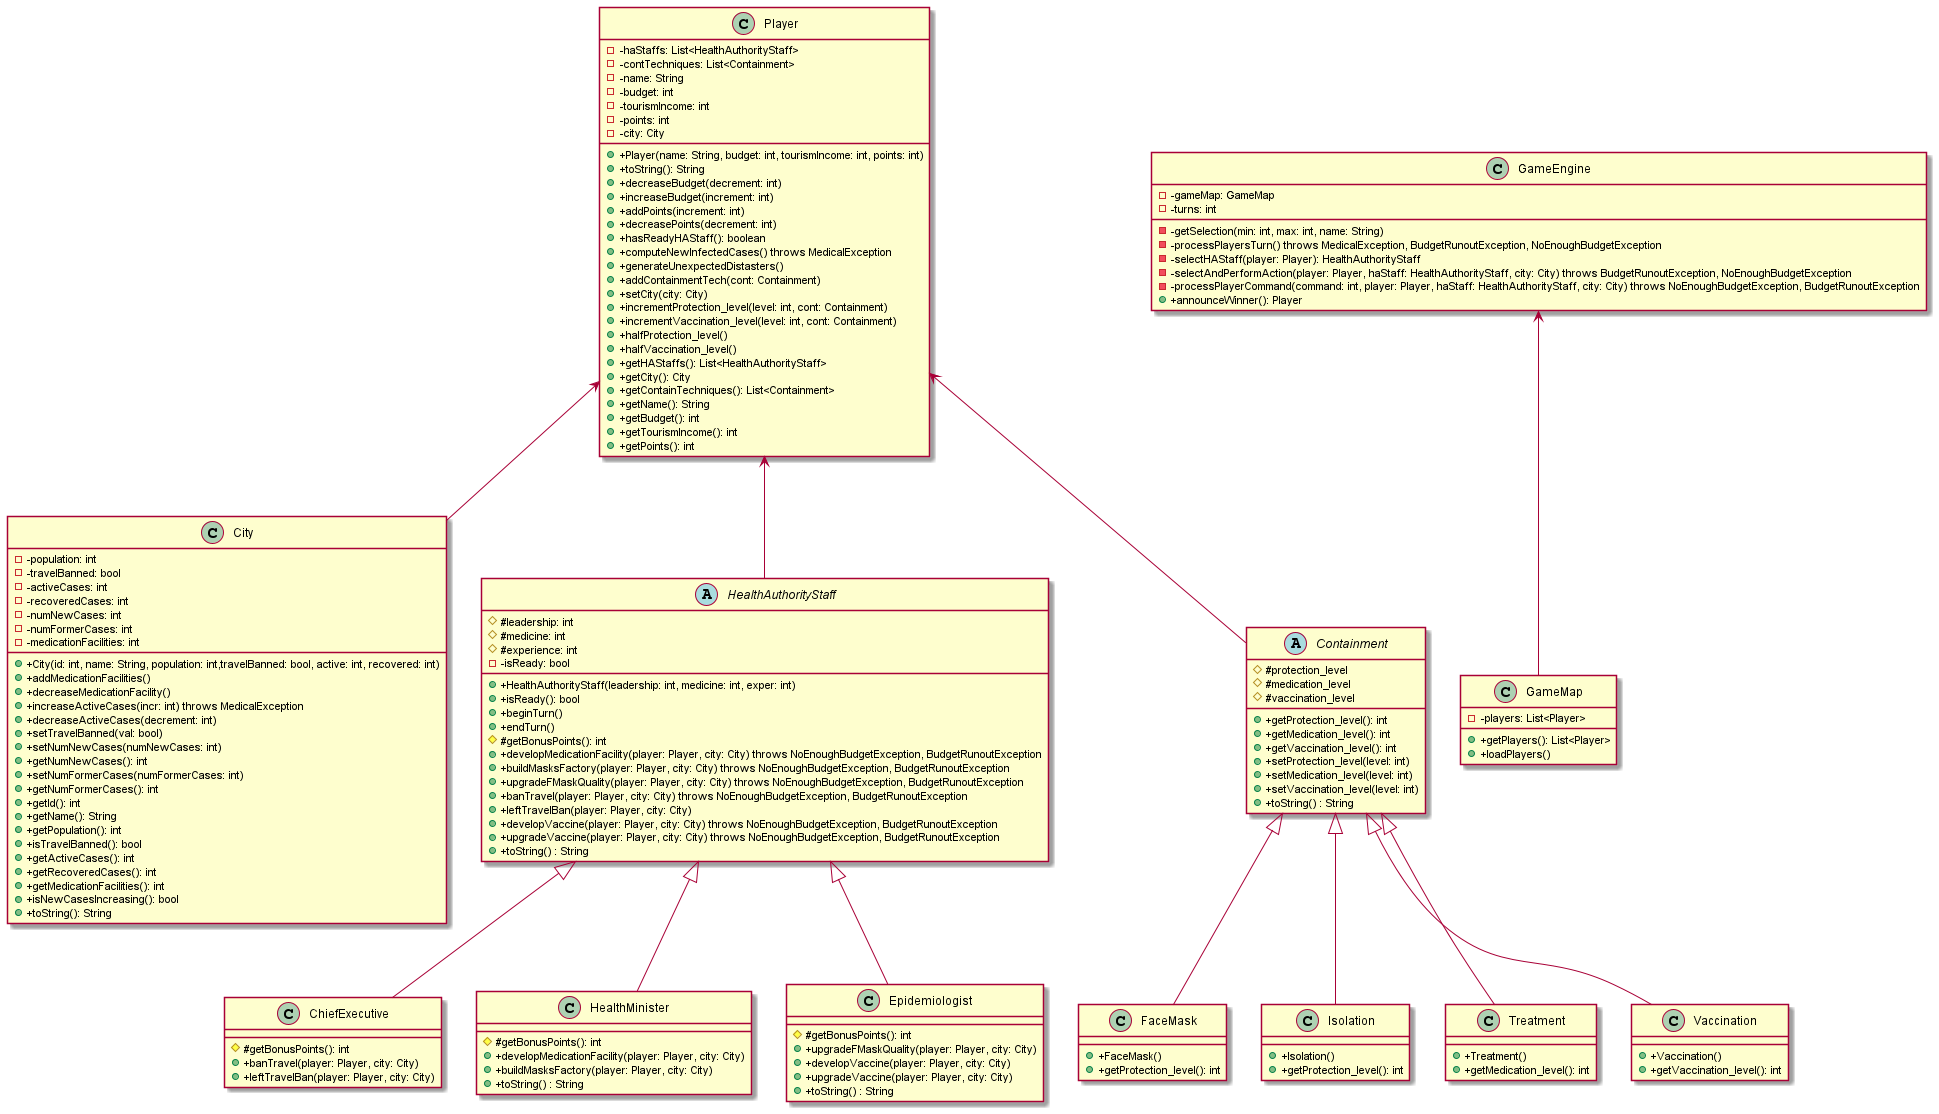 C Player
-haStaffs: List<HealthAuthorityStaff>
-contTechniques: List<Containment>
-name: String
-budget: int
-tourismIncome: int
-points: int
-city: City
+Player(name: String, budget: int, tourismIncome: int, points: int)
+toString(): String
+decreaseBudget(decrement: int)
+increaseBudget(increment: int)
+addPoints(increment: int)
+decreasePoints(decrement: int)
+hasReadyHAStaff(): boolean
+computeNewInfectedCases() throws MedicalException
+generateUnexpectedDistasters()
+addContainmentTech(cont: Containment)
+setCity(city: City)
+incrementProtection_level(level: int, cont: Containment)
+incrementVaccination_level(level: int, cont: Containment)
+halfProtection_level()
+halfVaccination_level()
+getHAStaffs(): List<HealthAuthorityStaff>
+getCity(): City
+getContainTechniques(): List<Containment>
+getName(): String
+getBudget(): int
+getTourismIncome(): int
+getPoints(): int
C GameEngine
-gameMap: GameMap
-turns: int
-getSelection(min: int, max: int, name: String)
-processPlayersTurn() throws MedicalException, BudgetRunoutException, NoEnoughBudgetException
-selectHAStaff(player: Player): HealthAuthorityStaff
-selectAndPerformAction(player: Player, haStaff: HealthAuthorityStaff, city: City) throws BudgetRunoutException, NoEnoughBudgetException
-processPlayerCommand(command: int, player: Player, haStaff: HealthAuthorityStaff, city: City) throws NoEnoughBudgetException, BudgetRunoutException
+announceWinner(): Player
C City
-population: int
-travelBanned: bool
-activeCases: int
-recoveredCases: int
-numNewCases: int
-numFormerCases: int
-medicationFacilities: int
+City(id: int, name: String, population: int,travelBanned: bool, active: int, recovered: int)
+addMedicationFacilities()
+decreaseMedicationFacility()
+increaseActiveCases(incr: int) throws MedicalException
+decreaseActiveCases(decrement: int)
+setTravelBanned(val: bool)
+setNumNewCases(numNewCases: int)
+getNumNewCases(): int
+setNumFormerCases(numFormerCases: int)
+getNumFormerCases(): int
+getId(): int
+getName(): String
+getPopulation(): int
+isTravelBanned(): bool
+getActiveCases(): int
+getRecoveredCases(): int
+getMedicationFacilities(): int
+isNewCasesIncreasing(): bool
+toString(): String
A HealthAuthorityStaff
#leadership: int
#medicine: int
#experience: int
-isReady: bool
+HealthAuthorityStaff(leadership: int, medicine: int, exper: int)
+isReady(): bool
+beginTurn()
+endTurn()
#getBonusPoints(): int
+developMedicationFacility(player: Player, city: City) throws NoEnoughBudgetException, BudgetRunoutException
+buildMasksFactory(player: Player, city: City) throws NoEnoughBudgetException, BudgetRunoutException
+upgradeFMaskQuality(player: Player, city: City) throws NoEnoughBudgetException, BudgetRunoutException
+banTravel(player: Player, city: City) throws NoEnoughBudgetException, BudgetRunoutException
+leftTravelBan(player: Player, city: City)
+developVaccine(player: Player, city: City) throws NoEnoughBudgetException, BudgetRunoutException
+upgradeVaccine(player: Player, city: City) throws NoEnoughBudgetException, BudgetRunoutException
+toString() : String
A Containment
#protection_level
#medication_level
#vaccination_level
+getProtection_level(): int
+getMedication_level(): int
+getVaccination_level(): int
+setProtection_level(level: int)
+setMedication_level(level: int)
+setVaccination_level(level: int)
+toString() : String
C GameMap
-players: List<Player>
+getPlayers(): List<Player>
+loadPlayers()
C ChiefExecutive
#getBonusPoints(): int
+banTravel(player: Player, city: City)
+leftTravelBan(player: Player, city: City)
C HealthMinister
#getBonusPoints(): int
+developMedicationFacility(player: Player, city: City)
+buildMasksFactory(player: Player, city: City)
+toString() : String
C Epidemiologist
#getBonusPoints(): int
+upgradeFMaskQuality(player: Player, city: City)
+developVaccine(player: Player, city: City)
+upgradeVaccine(player: Player, city: City)
+toString() : String
C FaceMask
+FaceMask()
+getProtection_level(): int
C Isolation
+Isolation()
+getProtection_level(): int
C Treatment
+Treatment()
+getMedication_level(): int
C Vaccination
+Vaccination()
+getVaccination_level(): int